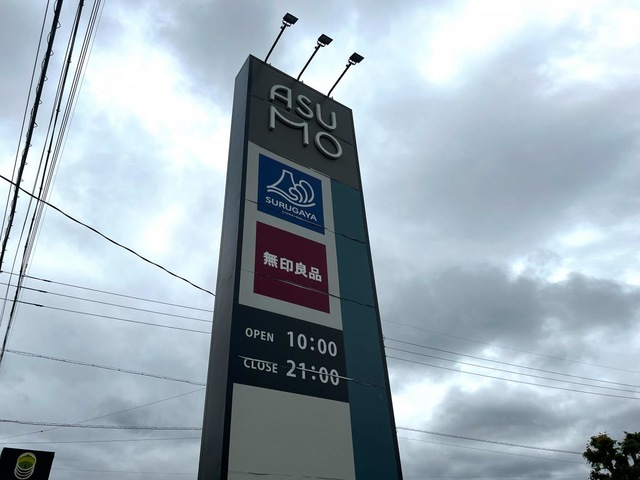 ASU
MO
SURUGAYA
無印良品
OPEN 10:00
CLOSE 21:00